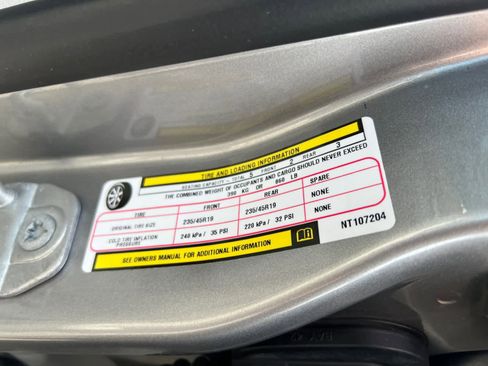 TIRE AND LOADING INFORMATION
SEATING CAPACITY - TOTAL 5 FRONT 2 REAR 3
THE COMBINED WEIGHT OF OCCUPANTS AND CARGO SHOULD NEVER EXCEED
390 KG OR 860 LB
TIRE FRONT REAR SPARE
ORIGINAL TIRE SIZE 235/45R19 235/45R19 NONE
COLD TIRE INFLATION PRESSURE 240 kPa / 35 PSI 220 kPa / 32 PSI NONE
SEE OWNERS MANUAL FOR ADDITIONAL INFORMATION
NT107204